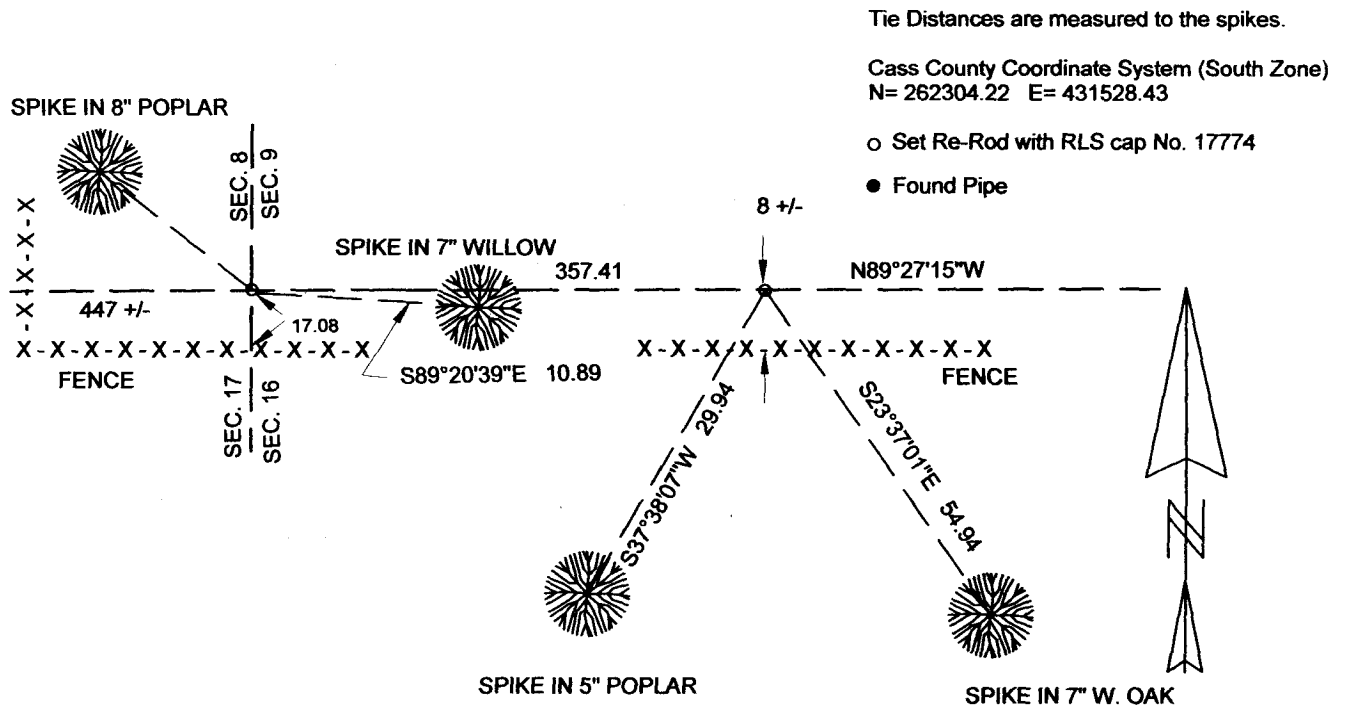 Tie Distances are measured to the spikes.
Cass County Coordinate System (South Zone)
N= 262304.22 E= 431528.43
Set Re-Rod with RLS cap No. 17774
Found Pipe
SPIKE IN 8" POPLAR
SEC. 8
SEC. 9
8 +/-
SPIKE IN 7" WILLOW
357.41
N89°27'15"W
447 +/-
17.08
X - X - X - X
X - X - X - X - X - X - X - X - X - X - X
X - X - X - X - X - X - X - X - X - X - X
FENCE
S89°20'39"E 10.89
FENCE
SEC. 17
SEC. 16
S37°38'07"W 29.94
S23°37'01"E 54.94
N
SPIKE IN 5" POPLAR
SPIKE IN 7" W. OAK